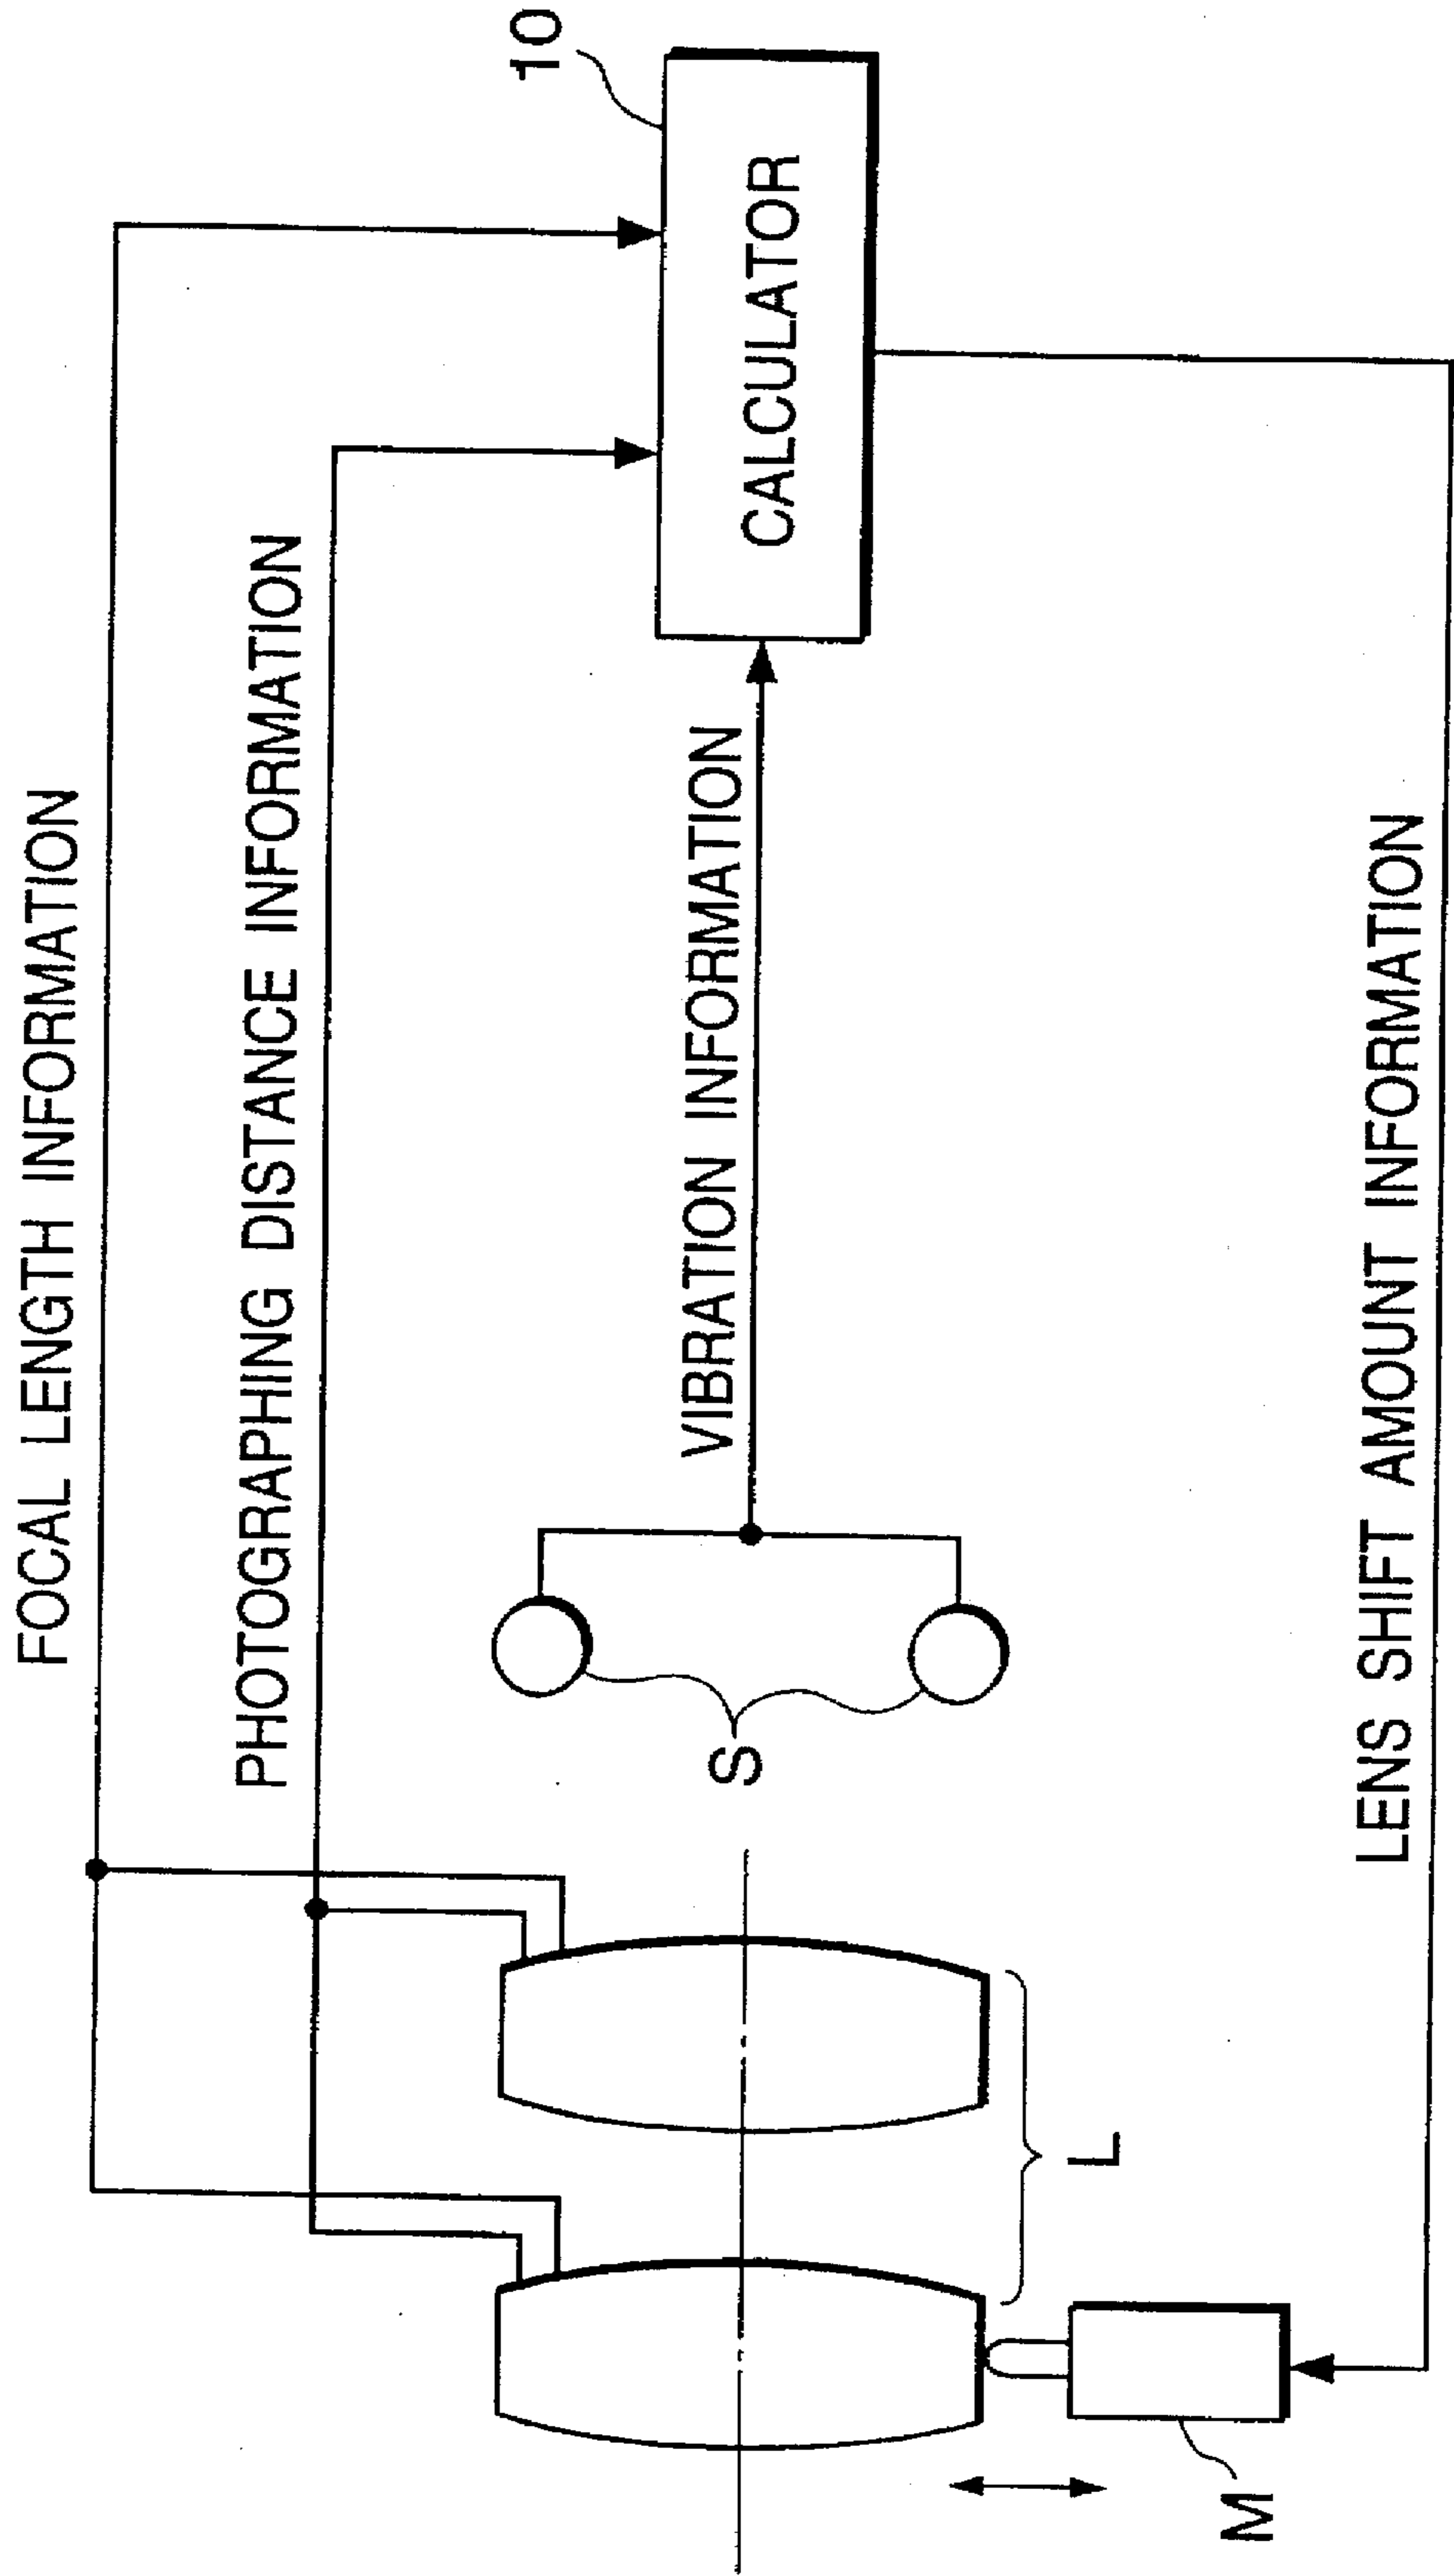 FOCAL LENGTH INFORMATION
PHOTOGRAPHING DISTANCE INFORMATION
10
CALCULATOR
VIBRATION INFORMATION
S
L
M
LENS SHIFT AMOUNT INFORMATION